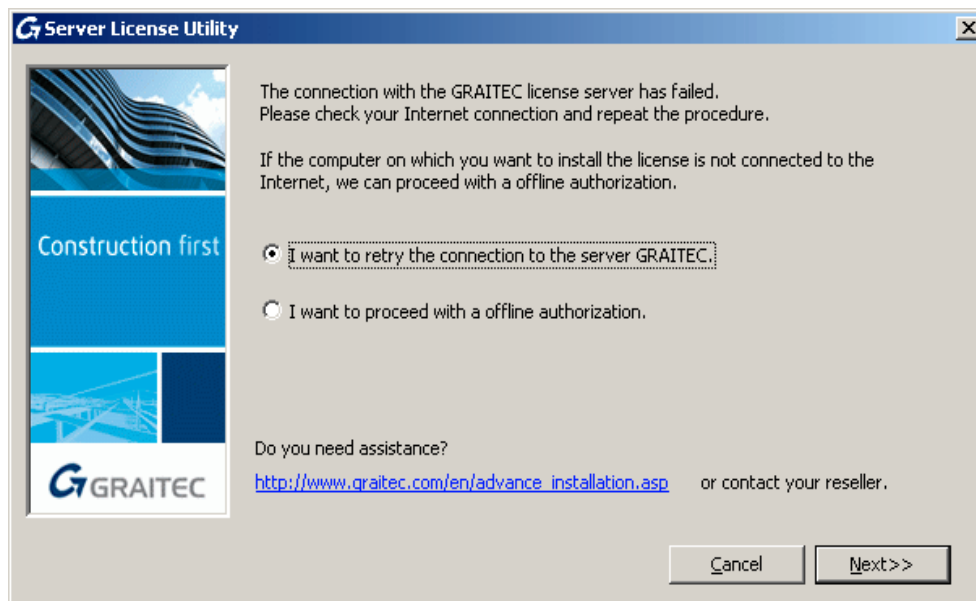 Server License Utility
The connection with the GRAITEC license server has failed.
Please check your Internet connection and repeat the procedure.
If the computer on which you want to install the license is not connected to the
Internet, we can proceed with a offline authorization.
Construction first
I want to retry the connection to the server GRAITEC.
I want to proceed with a offline authorization.
Do you need assistance?
http://www.graitec.com/en/advance_installation.asp or contact your reseller.
GRAITEC
Cancel Next>>